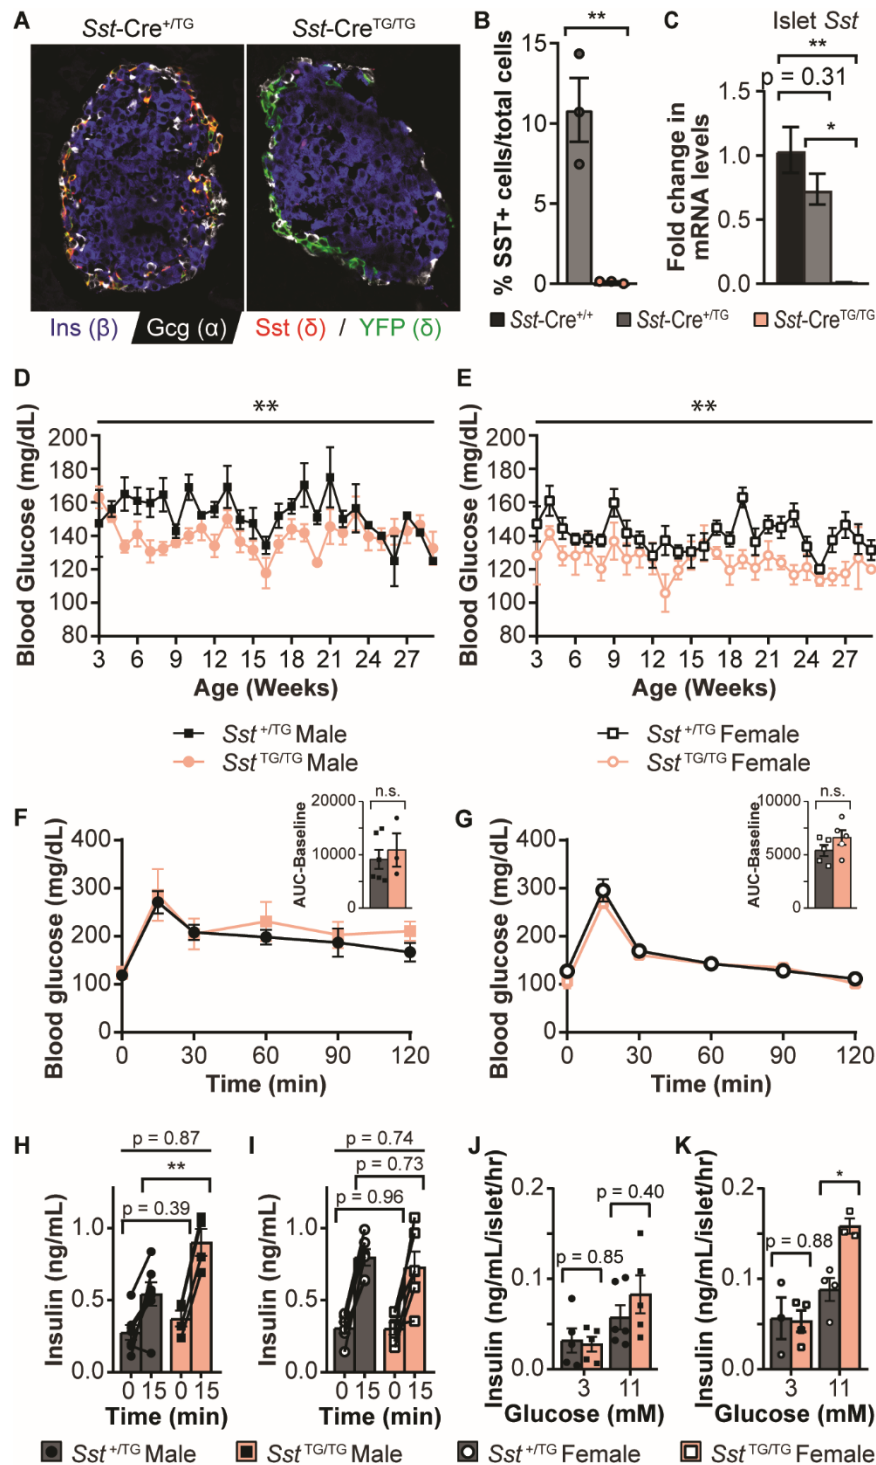 A
Sst-Cre+/TG
Sst-CreTG/TG
Ins (β)
Gcg (α)
Sst (δ) / YFP (δ)
B
**
% SST+ cells/total cells
15
10
5
0
C
Islet Sst
**
p = 0.31
*
Fold change in
mRNA levels
1.5
1.0
0.5
0.0
Sst-Cre+/+
Sst-Cre+/TG
Sst-CreTG/TG
D
**
Blood Glucose (mg/dL)
200
180
160
140
120
100
80
3 6 9 12 15 18 21 24 27
Age (Weeks)
Sst+/TG Male
SstTG/TG Male
E
**
Blood Glucose (mg/dL)
200
180
160
140
120
100
80
3 6 9 12 15 18 21 24 27
Age (Weeks)
Sst+/TG Female
SstTG/TG Female
F
Blood glucose (mg/dL)
400
300
200
100
0
0 30 60 90 120
Time (min)
AUC-Baseline
20000
10000
0
n.s.
G
Blood glucose (mg/dL)
400
300
200
100
0
0 30 60 90 120
Time (min)
AUC-Baseline
10000
5000
0
n.s.
H
p = 0.87
**
p = 0.39
Insulin (ng/mL)
1.0
0.5
0.0
0 15 0 15
Time (min)
I
p = 0.74
p = 0.73
p = 0.96
Insulin (ng/mL)
1.0
0.5
0.0
0 15 0 15
Time (min)
J
Insulin (ng/mL/islet/hr)
0.2
0.1
0.0
p = 0.40
p = 0.85
3 11
Glucose (mM)
K
Insulin (ng/mL/islet/hr)
0.2
0.1
0.0
*
p = 0.88
3 11
Glucose (mM)
Sst+/TG Male
SstTG/TG Male
Sst+/TG Female
SstTG/TG Female